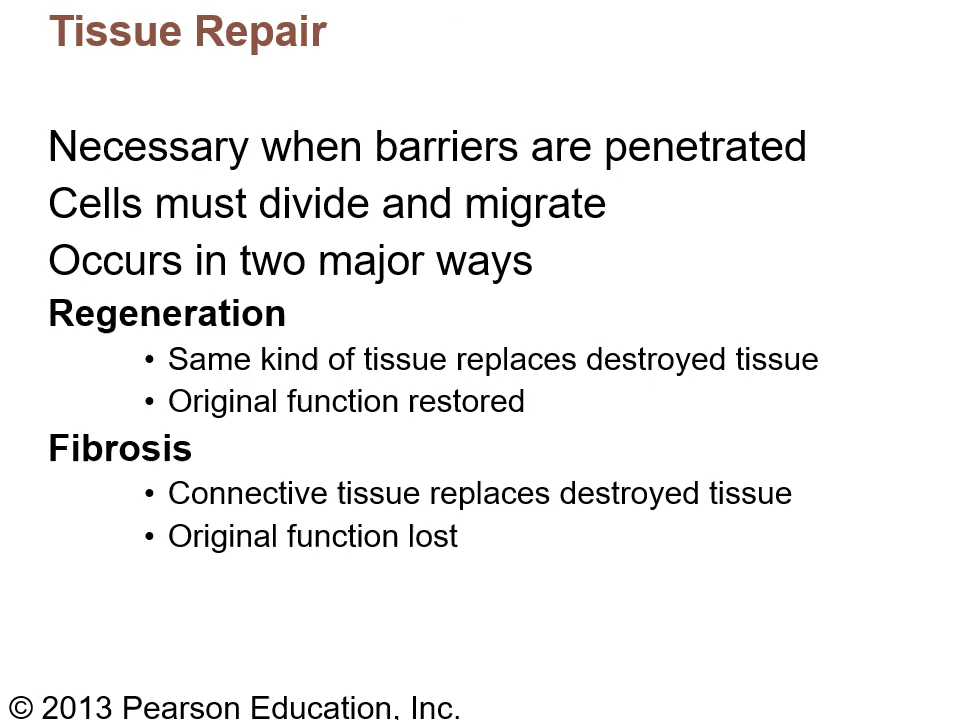 Tissue Repair
Necessary when barriers are penetrated
Cells must divide and migrate
Occurs in two major ways
Regeneration
• Same kind of tissue replaces destroyed tissue
• Original function restored
Fibrosis
• Connective tissue replaces destroyed tissue
• Original function lost
© 2013 Pearson Education, Inc.